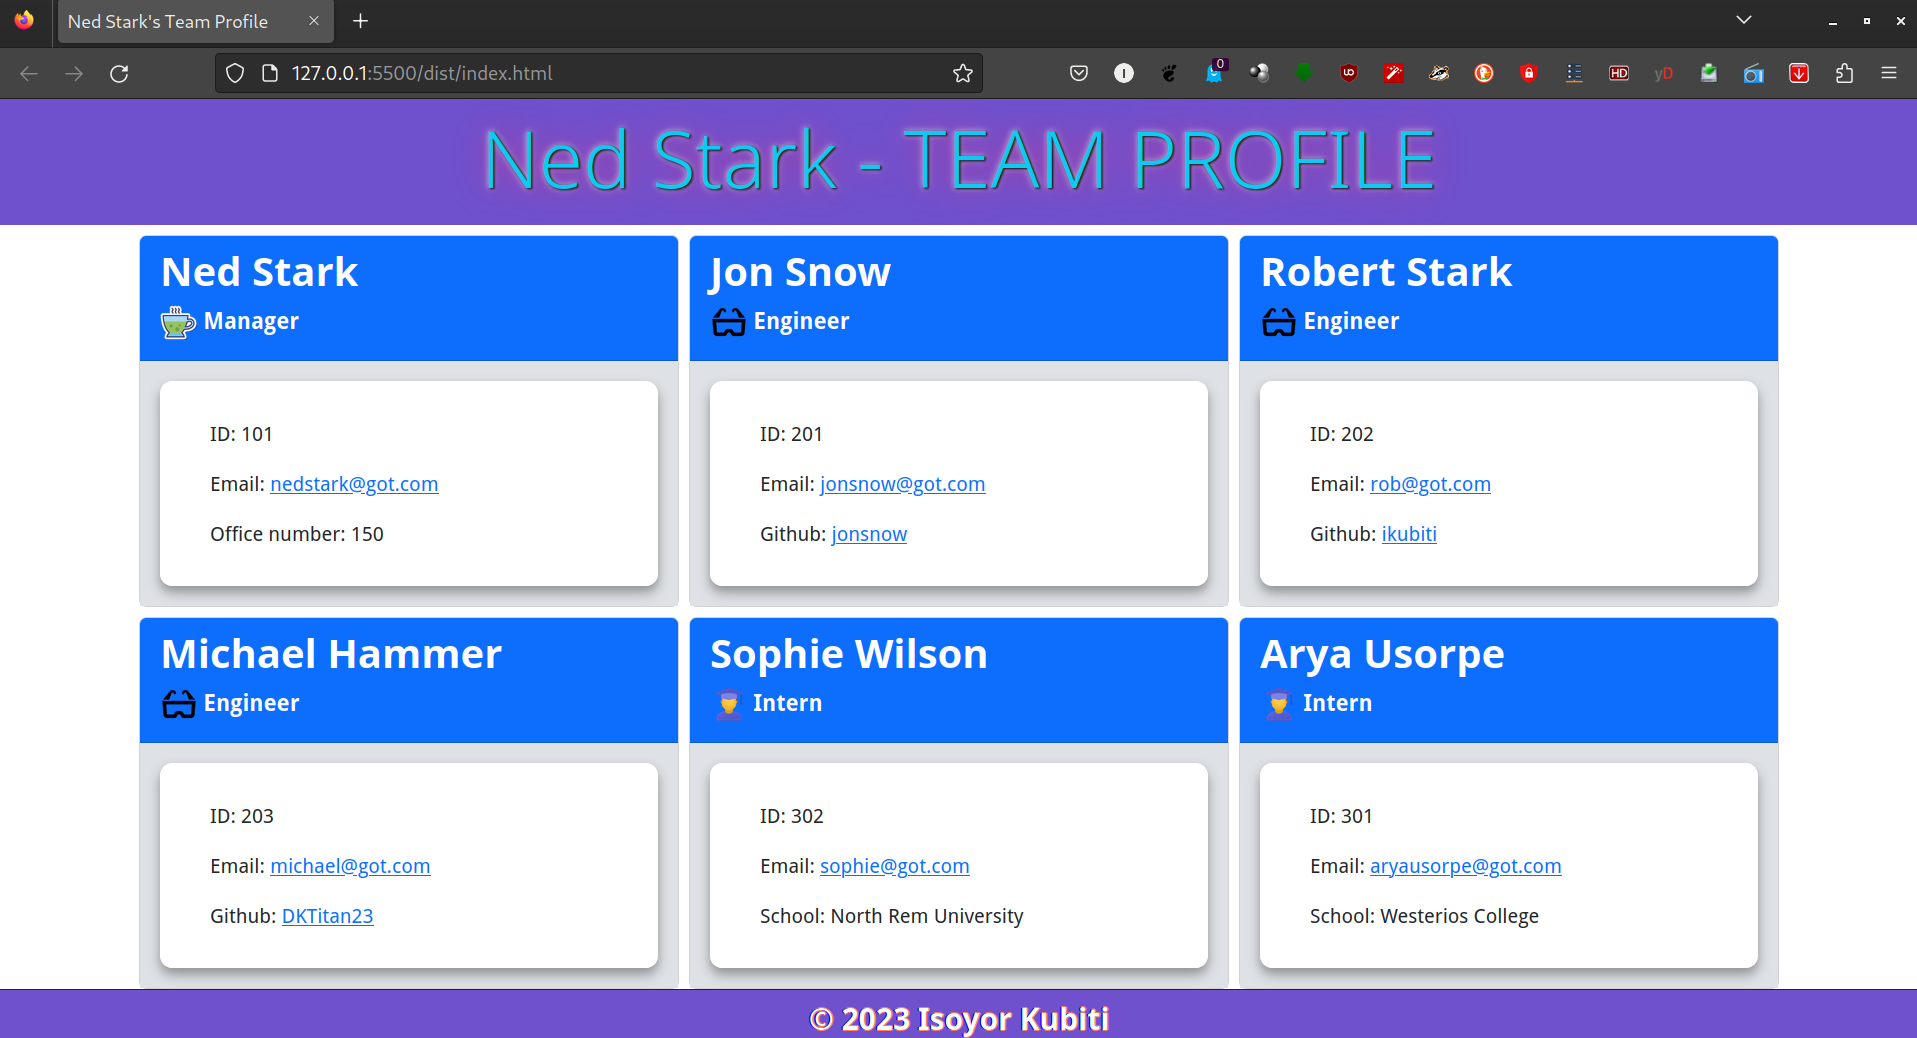 Ned Stark's Team Profile
127.0.0.1:5500/dist/index.html
0
HD
yD
Ned Stark - TEAM PROFILE
Ned Stark
Manager
ID: 101
Email: nedstark@got.com
Office number: 150
Jon Snow
Engineer
ID: 201
Email: jonsnow@got.com
Github: jonsnow
Robert Stark
Engineer
ID: 202
Email: rob@got.com
Github: ikubiti
Michael Hammer
Engineer
ID: 203
Email: michael@got.com
Github: DKTitan23
Sophie Wilson
Intern
ID: 302
Email: sophie@got.com
School: North Rem University
Arya Usorpe
Intern
ID: 301
Email: aryausorpe@got.com
School: Westerios College
© 2023 Isoyor Kubiti